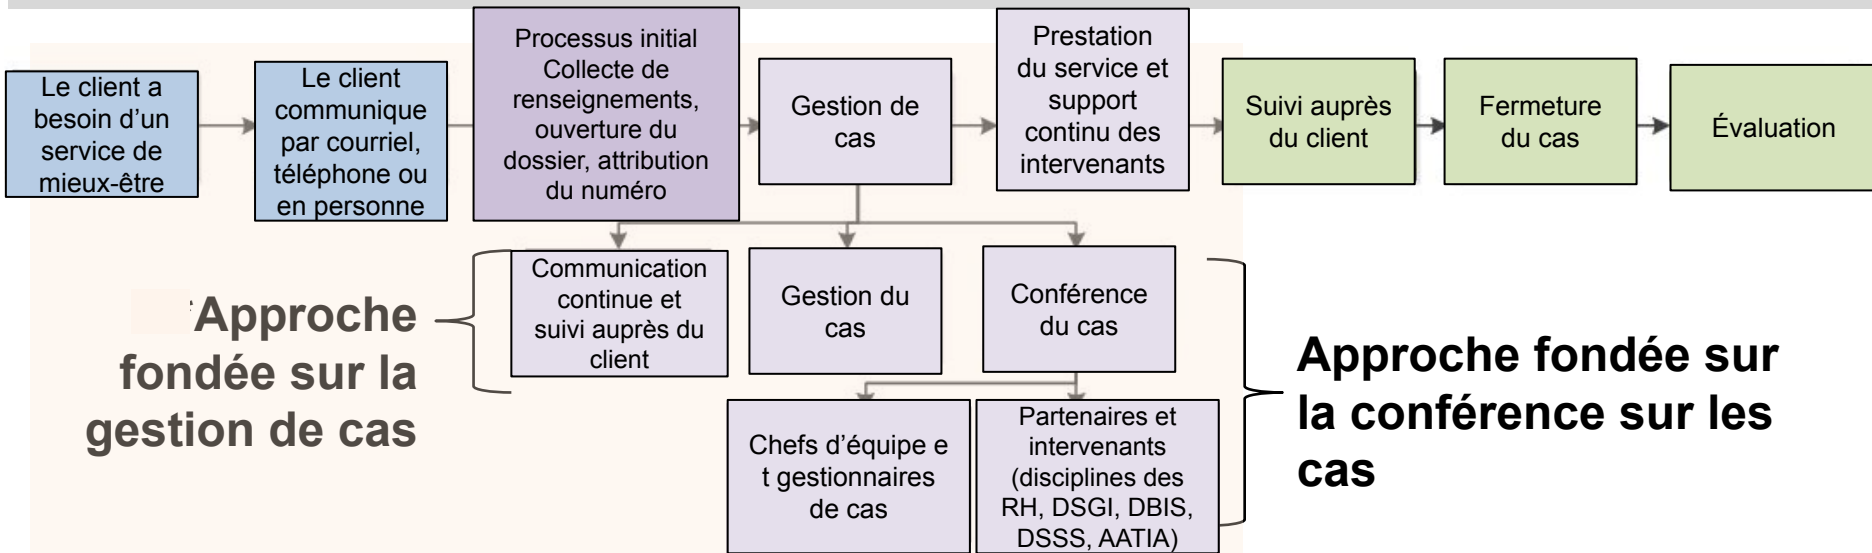 Le client a
besoin d’un
service de
mieux-être
Le client
communique
par courriel,
téléphone ou
en personne
Processus initial
Collecte de
renseignements,
ouverture du
dossier, attribution
du numéro
Gestion de
cas
Prestation
du service et
support
continu des
intervenants
Suivi auprès
du client
Fermeture
du cas
Évaluation
Communication
continue et
suivi auprès du
client
Gestion du
cas
Conférence
du cas
Chefs d’équipe e
t gestionnaires
de cas
Partenaires et
intervenants
(disciplines des
RH, DSGI, DBIS,
DSSS, AATIA)
*Approche
fondée sur la
gestion de cas
Approche fondée sur
la conférence sur les
cas